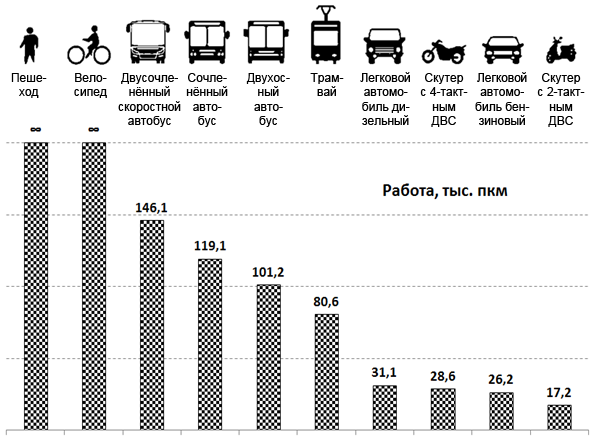 Пеше-
ход
Вело-
сипед
Двусочле-
нённый
скоростной
автобус
Сочле-
нённый
авто-
бус
Двухос-
ный
авто-
бус
Трам-
вай
Легковой
автомо-
биль ди-
зельный
Скутер
с 4-такт-
ным
ДВС
Легковой
автомо-
биль бен-
зиновый
Скутер
с 2-такт-
ным
ДВС
∞
∞
Работа, тыс. пкм
146,1
119,1
101,2
80,6
31,1
28,6
26,2
17,2